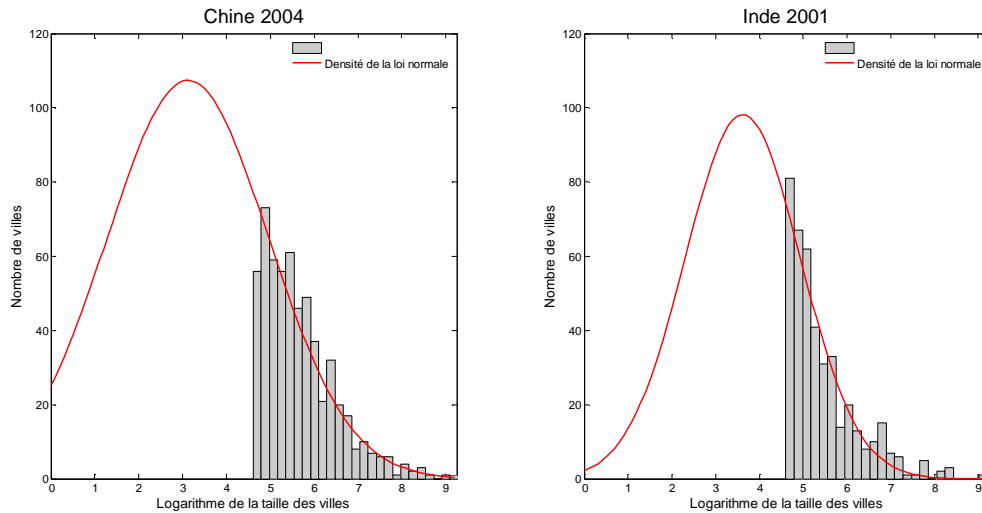 Chine 2004
120
100
80
60
40
20
0
Nombre de villes
Densité de la loi normale
0 1 2 3 4 5 6 7 8 9
Logarithme de la taille des villes
Inde 2001
120
100
80
60
40
20
0
Nombre de villes
Densité de la loi normale
0 1 2 3 4 5 6 7 8 9
Logarithme de la taille des villes